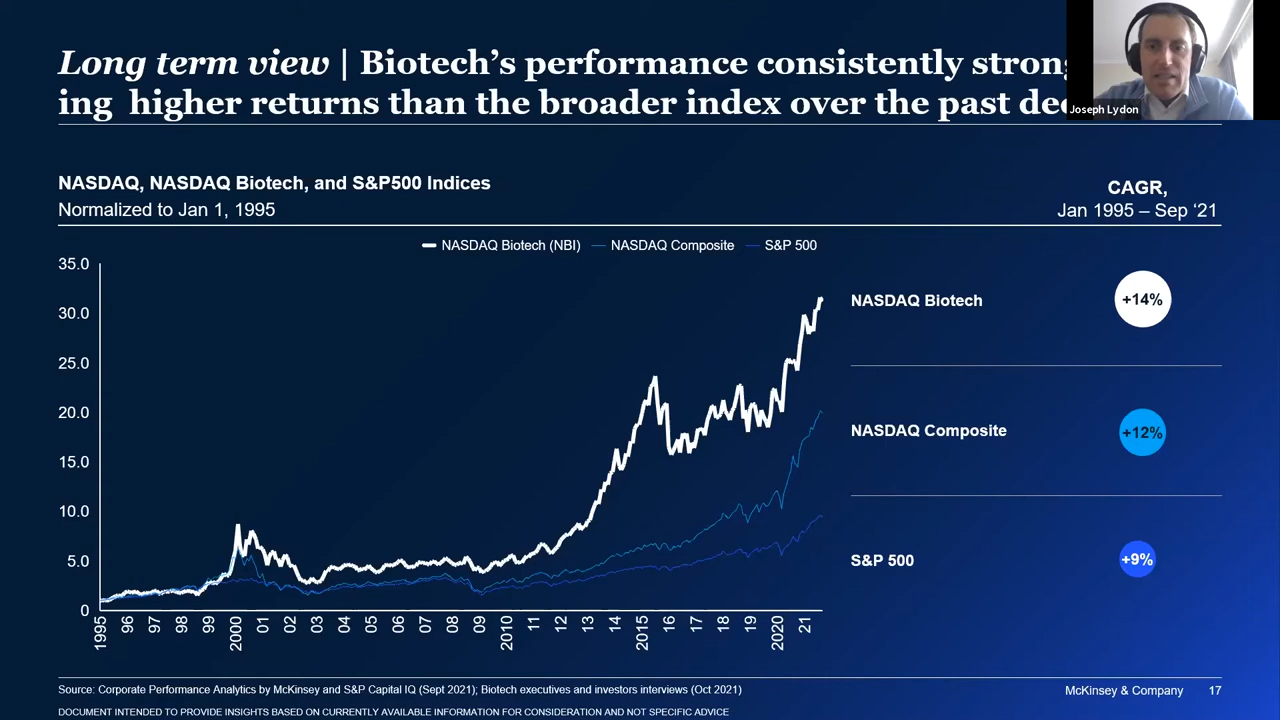 Long term view | Biotech's performance consistently
ing higher returns than the broader index over the past
Joseph Lydon
NASDAQ, NASDAQ Biotech, and S&P500 Indices
Normalized to Jan 1, 1995
CAGR,
Jan 1995 – Sep ‘21
NASDAQ Biotech (NBI)
NASDAQ Composite
S&P 500
35.0
30.0
25.0
20.0
15.0
10.0
5.0
0
1995 96 97 98 99 2000 01 02 03 04 05 06 07 08 09 2010 11 12 13 14 2015 16 17 18 19 2020 21
NASDAQ Biotech
+14%
NASDAQ Composite
+12%
S&P 500
+9%
Source: Corporate Performance Analytics by McKinsey and S&P Capital IQ (Sept 2021); Biotech executives and investors interviews (Oct 2021)
McKinsey & Company 17
DOCUMENT INTENDED TO PROVIDE INSIGHTS BASED ON CURRENTLY AVAILABLE INFORMATION FOR CONSIDERATION AND NOT SPECIFIC ADVICE